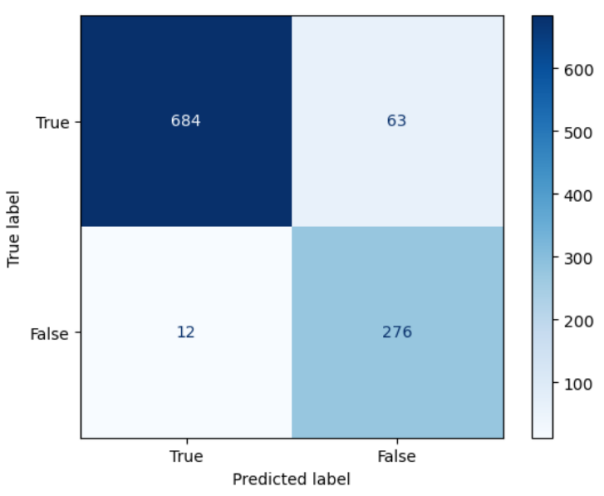 True
684
63
False
12
276
True
False
Predicted label
True label
600
500
400
300
200
100